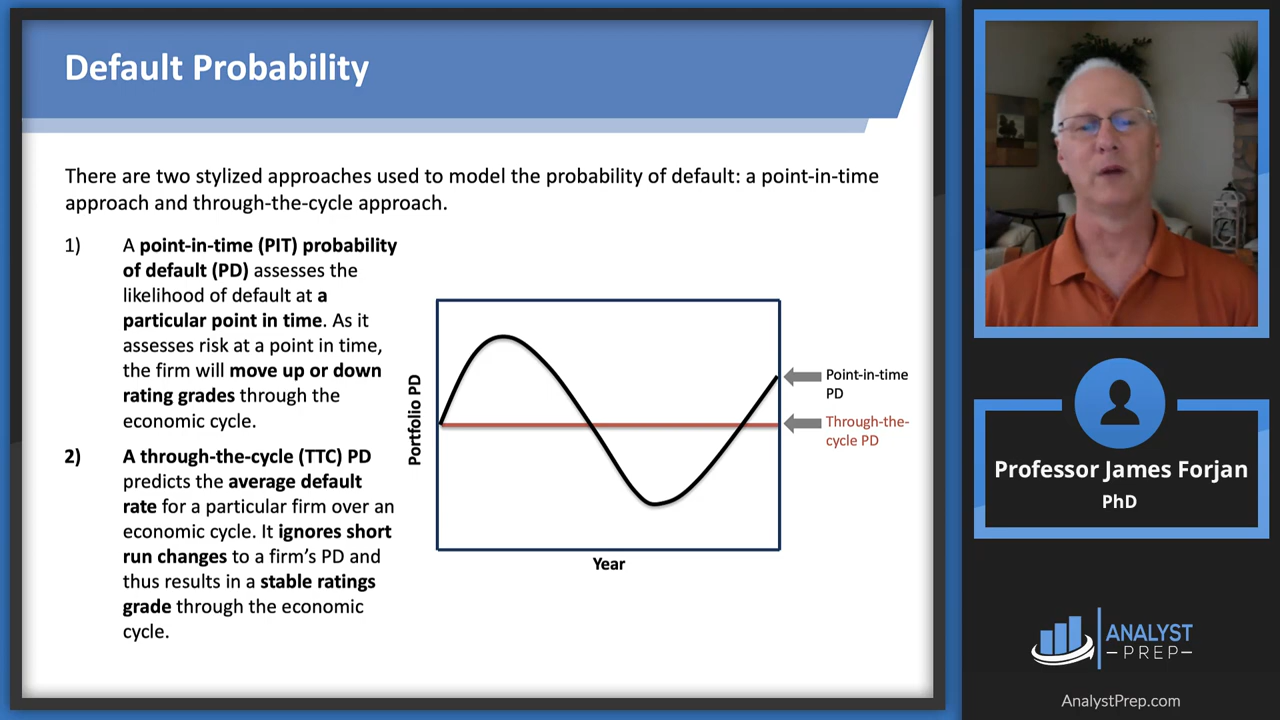 Default Probability
There are two stylized approaches used to model the probability of default: a point-in-time
approach and through-the-cycle approach.
1) A point-in-time (PIT) probability
of default (PD) assesses the
likelihood of default at a
particular point in time. As it
assesses risk at a point in time,
the firm will move up or down
rating grades through the
economic cycle.
2) A through-the-cycle (TTC) PD
predicts the average default
rate for a particular firm over an
economic cycle. It ignores short
run changes to a firm's PD and
thus results in a stable ratings
grade through the economic
cycle.
Portfolio PD
Point-in-time
PD
Through-the-
cycle PD
Year
Professor James Forjan
PhD
ANALYST
PREP
AnalystPrep.com